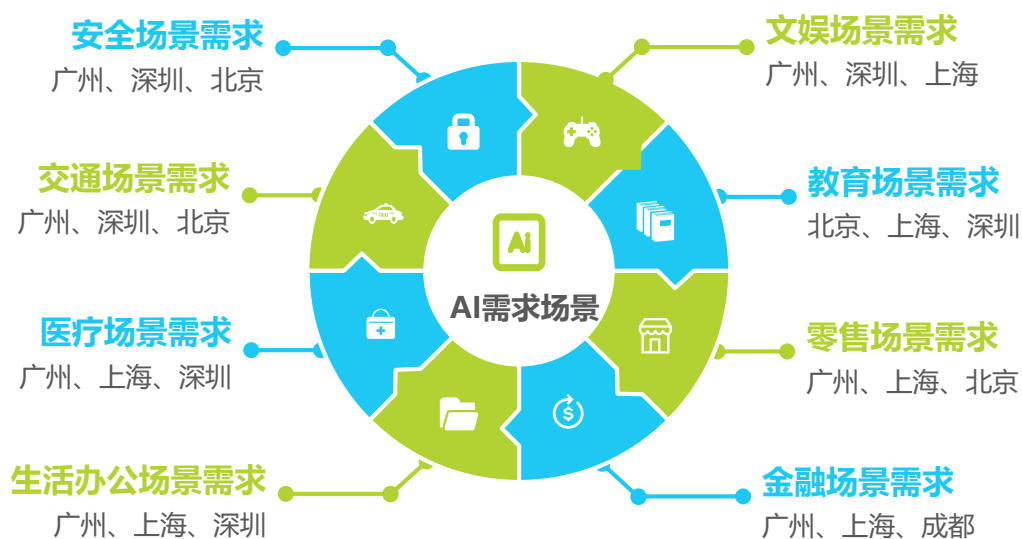 安全场景需求
广州、深圳、北京
文娱场景需求
广州、深圳、上海
交通场景需求
广州、深圳、北京
教育场景需求
北京、上海、深圳
TAXI
Ai
AI需求场景
医疗场景需求
广州、上海、深圳
零售场景需求
广州、上海、北京
$
生活办公场景需求
广州、上海、深圳
金融场景需求
广州、上海、成都